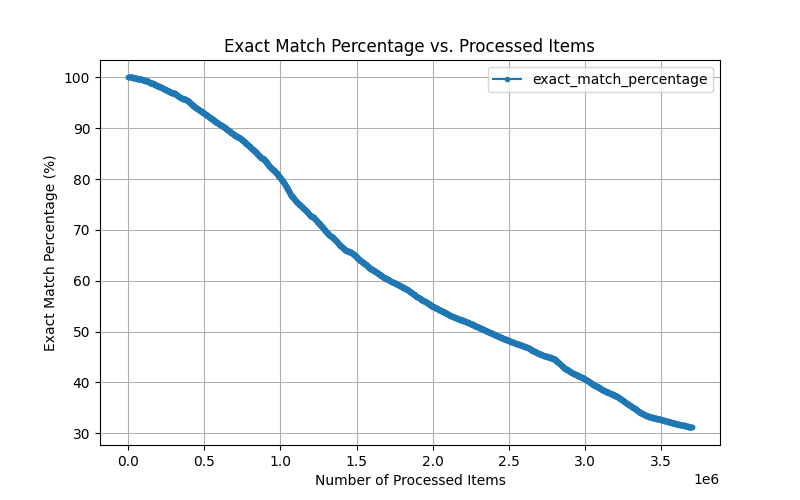 Exact Match Percentage vs. Processed Items
exact_match_percentage
Exact Match Percentage (%)
100
90
80
70
60
50
40
30
0.0 0.5 1.0 1.5 2.0 2.5 3.0 3.5
1e6
Number of Processed Items